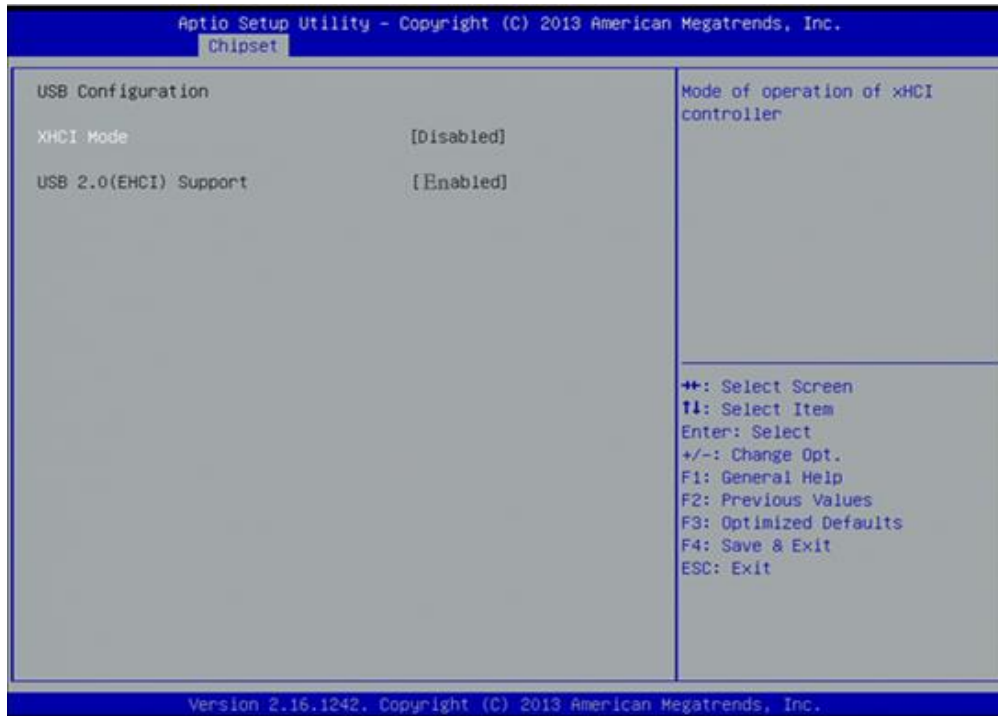 Aptio Setup Utility – Copyright (C) 2013 American Megatrends, Inc.
Chipset
USB Configuration
XHCI Mode [Disabled]
USB 2.0(EHCI) Support [Enabled]
Mode of operation of xHCI
controller
→←: Select Screen
↑↓: Select Item
Enter: Select
+/-: Change Opt.
F1: General Help
F2: Previous Values
F3: Optimized Defaults
F4: Save & Exit
ESC: Exit
Version 2.16.1242. Copyright (C) 2013 American Megatrends, Inc.